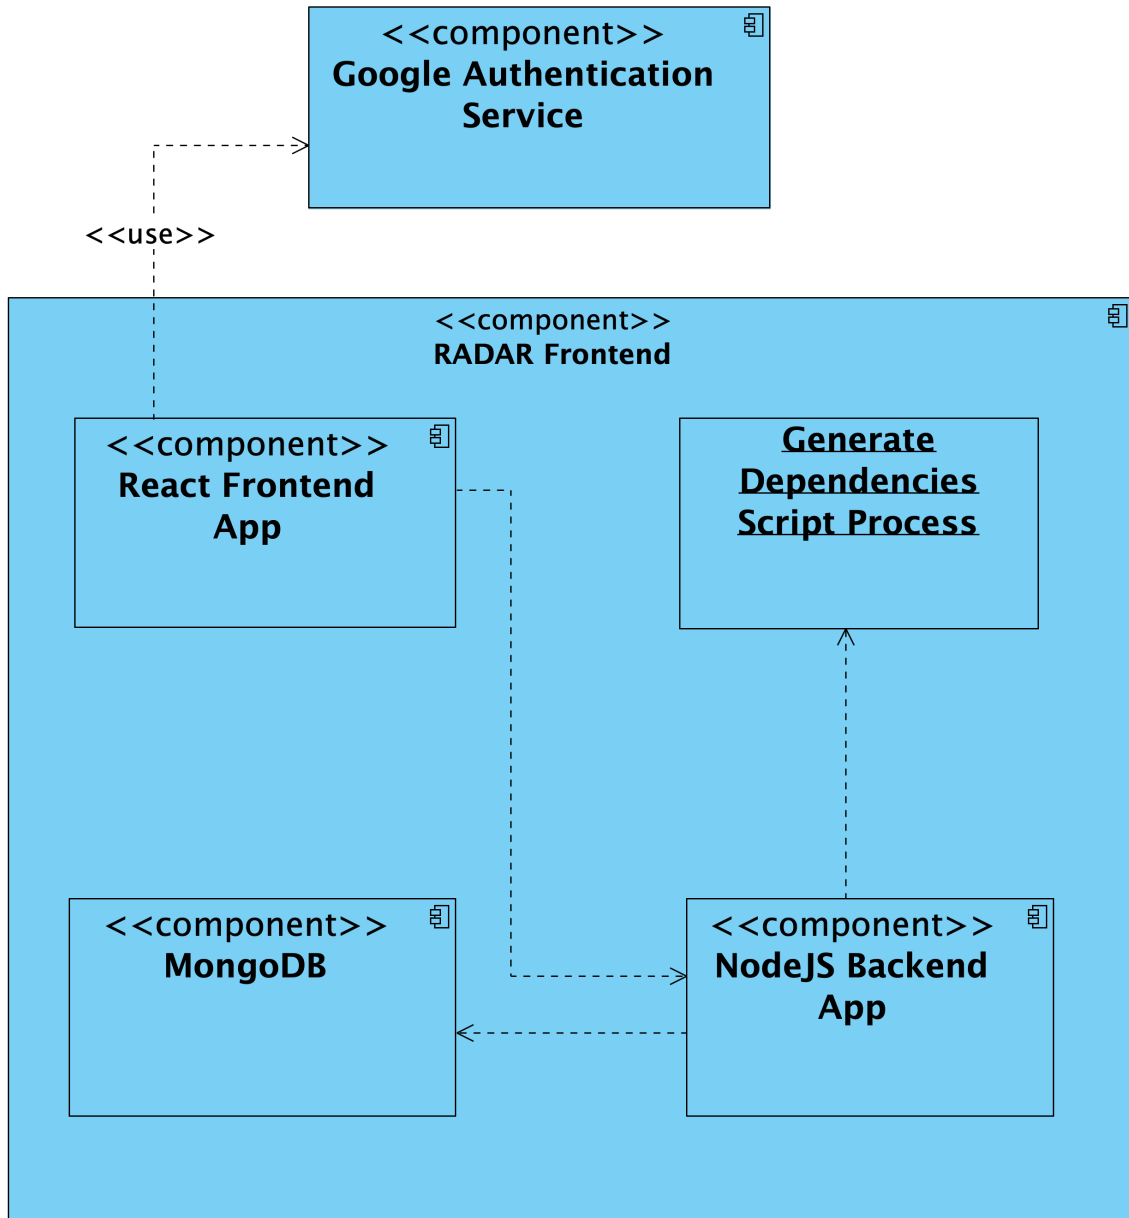 <<component>>
Google Authentication
Service
<<use>>
<<component>>
RADAR Frontend
<<component>>
React Frontend
App
Generate
Dependencies
Script Process
<<component>>
MongoDB
<<component>>
NodeJS Backend
App